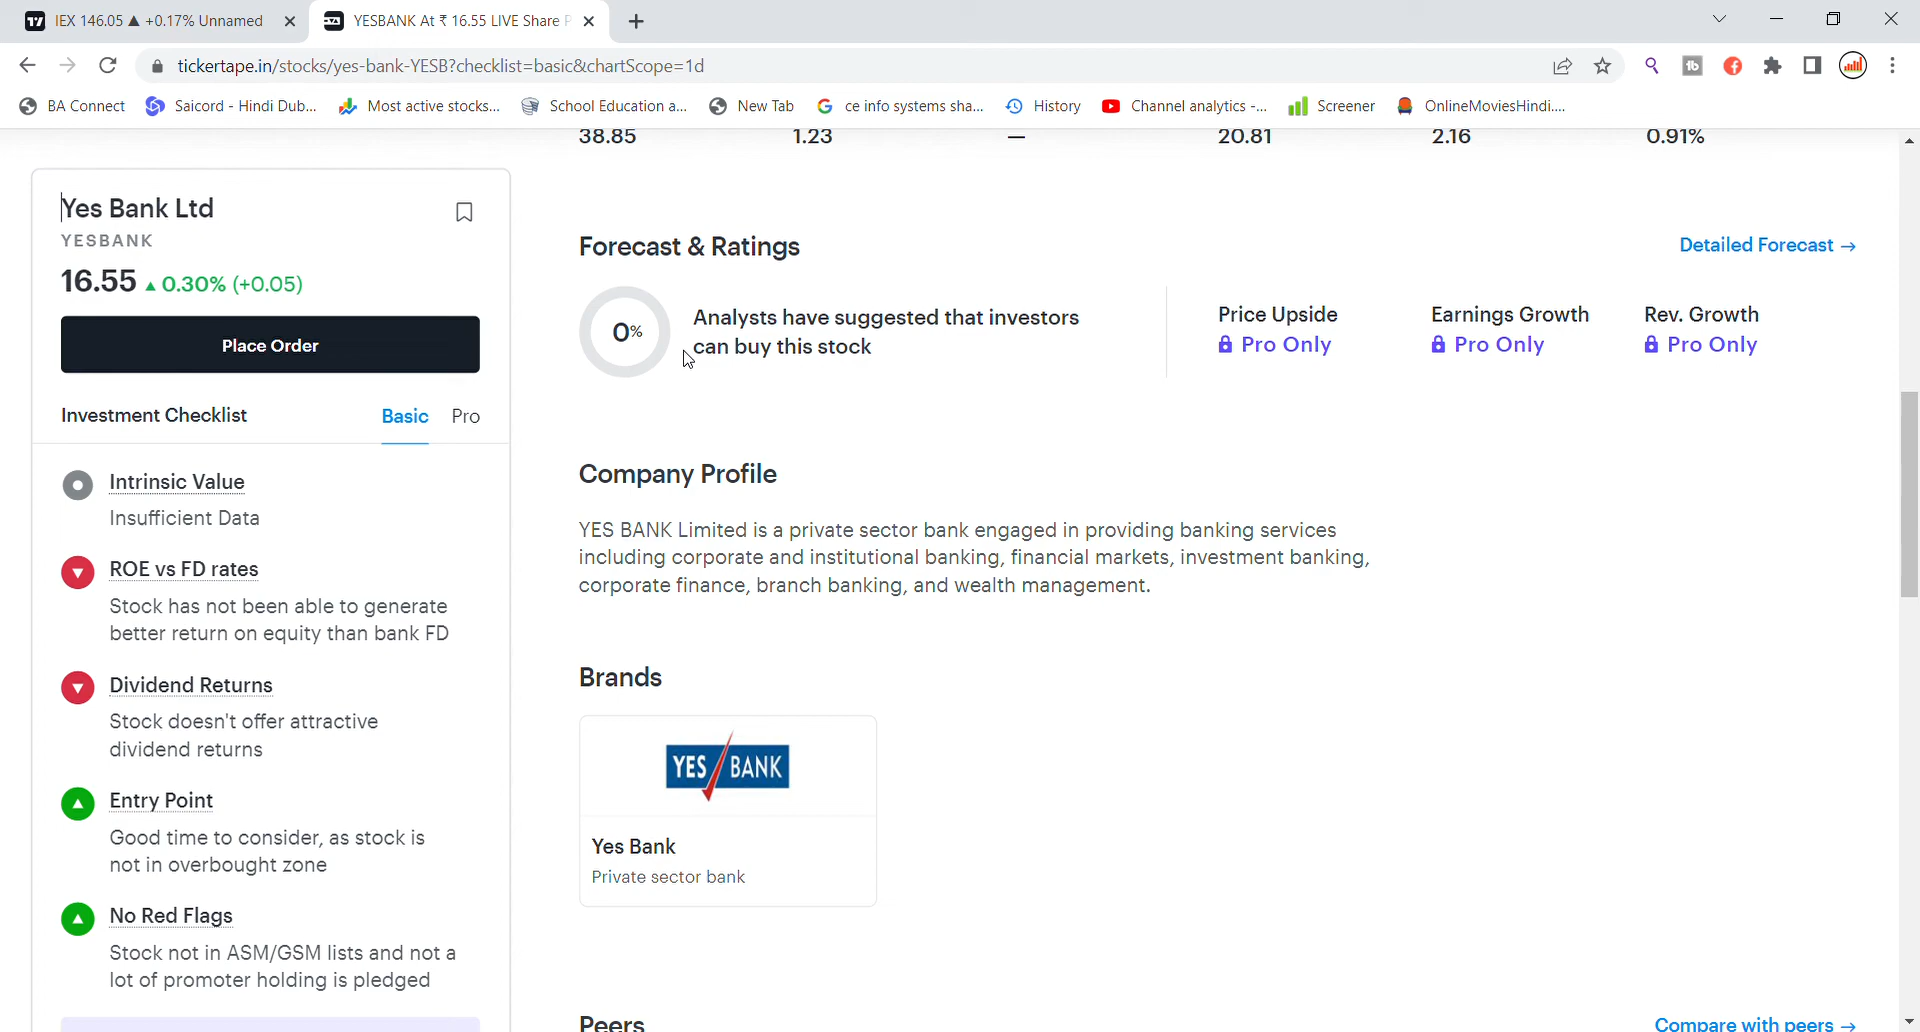 IEX 146.05 ▲ +0.17% Unnamed
YESBANK At ₹ 16.55 LIVE Share P
tickertape.in/stocks/yes-bank-YESB?checklist=basic&chartScope=1d
BA Connect
Saicord - Hindi Dub...
Most active stocks...
School Education a...
New Tab
ce info systems sha...
History
Channel analytics -...
Screener
OnlineMoviesHindi....
38.85 1.23 — 20.81 2.16 0.91%
Yes Bank Ltd
YESBANK
16.55 ▲ 0.30% (+0.05)
Place Order
Investment Checklist
Basic Pro
Intrinsic Value
Insufficient Data
ROE vs FD rates
Stock has not been able to generate
better return on equity than bank FD
Dividend Returns
Stock doesn't offer attractive
dividend returns
Entry Point
Good time to consider, as stock is
not in overbought zone
No Red Flags
Stock not in ASM/GSM lists and not a
lot of promoter holding is pledged
Forecast & Ratings
Detailed Forecast →
0%
Analysts have suggested that investors
can buy this stock
Price Upside
Pro Only
Earnings Growth
Pro Only
Rev. Growth
Pro Only
Company Profile
YES BANK Limited is a private sector bank engaged in providing banking services
including corporate and institutional banking, financial markets, investment banking,
corporate finance, branch banking, and wealth management.
Brands
YES BANK
Yes Bank
Private sector bank
Peers
Compare with peers →